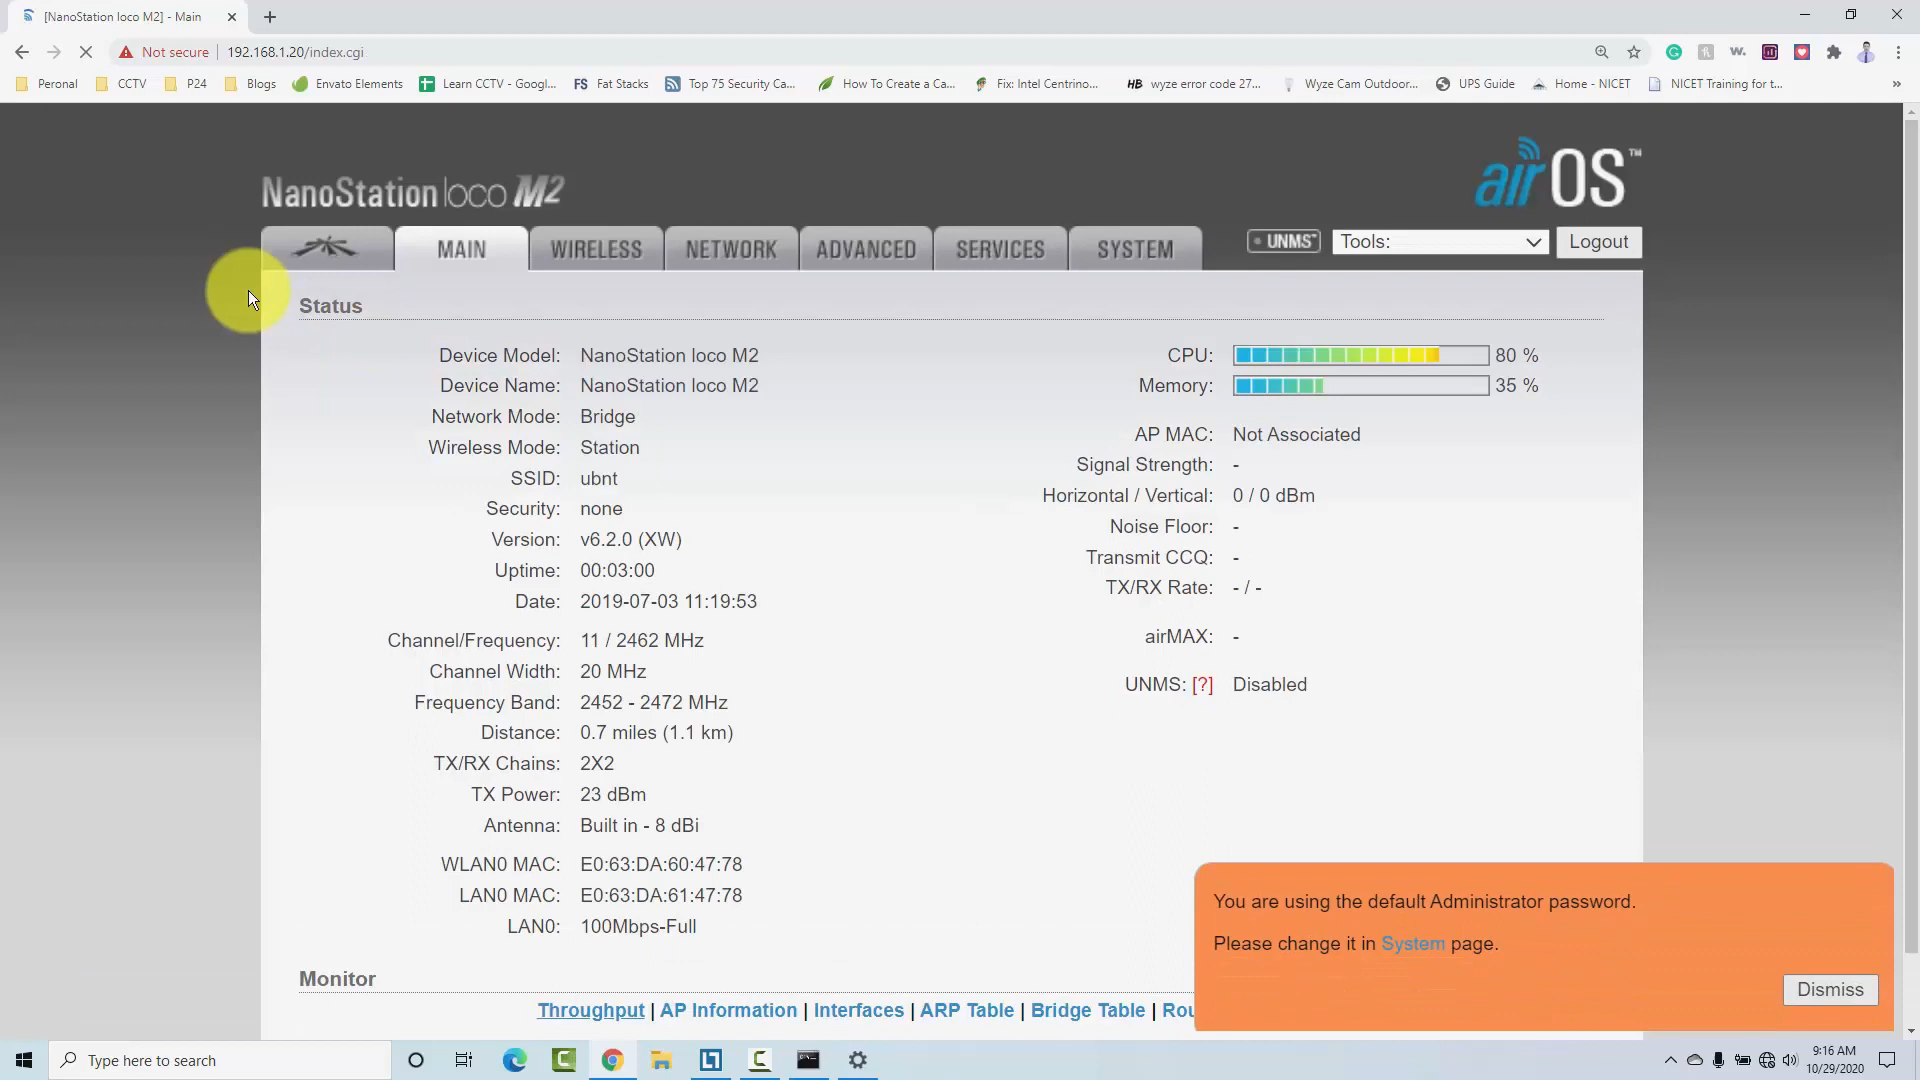 [NanoStation loco M2] - Main
Not secure
192.168.1.20/index.cgi
Peronal
CCTV
P24
Blogs
Envato Elements
Learn CCTV - Googl...
FS Fat Stacks
Top 75 Security Ca...
How To Create a Ca...
Fix: Intel Centrino...
HB wyze error code 27...
Wyze Cam Outdoor...
UPS Guide
Home - NICET
NICET Training for t...
»
NanoStation loco M2
airOS™
MAIN
WIRELESS
NETWORK
ADVANCED
SERVICES
SYSTEM
UNMS™
Tools:
Logout
Status
Device Model: NanoStation loco M2
Device Name: NanoStation loco M2
Network Mode: Bridge
Wireless Mode: Station
SSID: ubnt
Security: none
Version: v6.2.0 (XW)
Uptime: 00:03:00
Date: 2019-07-03 11:19:53
Channel/Frequency: 11 / 2462 MHz
Channel Width: 20 MHz
Frequency Band: 2452 - 2472 MHz
Distance: 0.7 miles (1.1 km)
TX/RX Chains: 2X2
TX Power: 23 dBm
Antenna: Built in - 8 dBi
WLAN0 MAC: E0:63:DA:60:47:78
LAN0 MAC: E0:63:DA:61:47:78
LAN0: 100Mbps-Full
CPU: 80 %
Memory: 35 %
AP MAC: Not Associated
Signal Strength: -
Horizontal / Vertical: 0 / 0 dBm
Noise Floor: -
Transmit CCQ: -
TX/RX Rate: - / -
airMAX: -
UNMS: [?] Disabled
Monitor
Throughput | AP Information | Interfaces | ARP Table | Bridge Table | Rou
You are using the default Administrator password.
Please change it in System page.
Dismiss
Type here to search
9:16 AM
10/29/2020